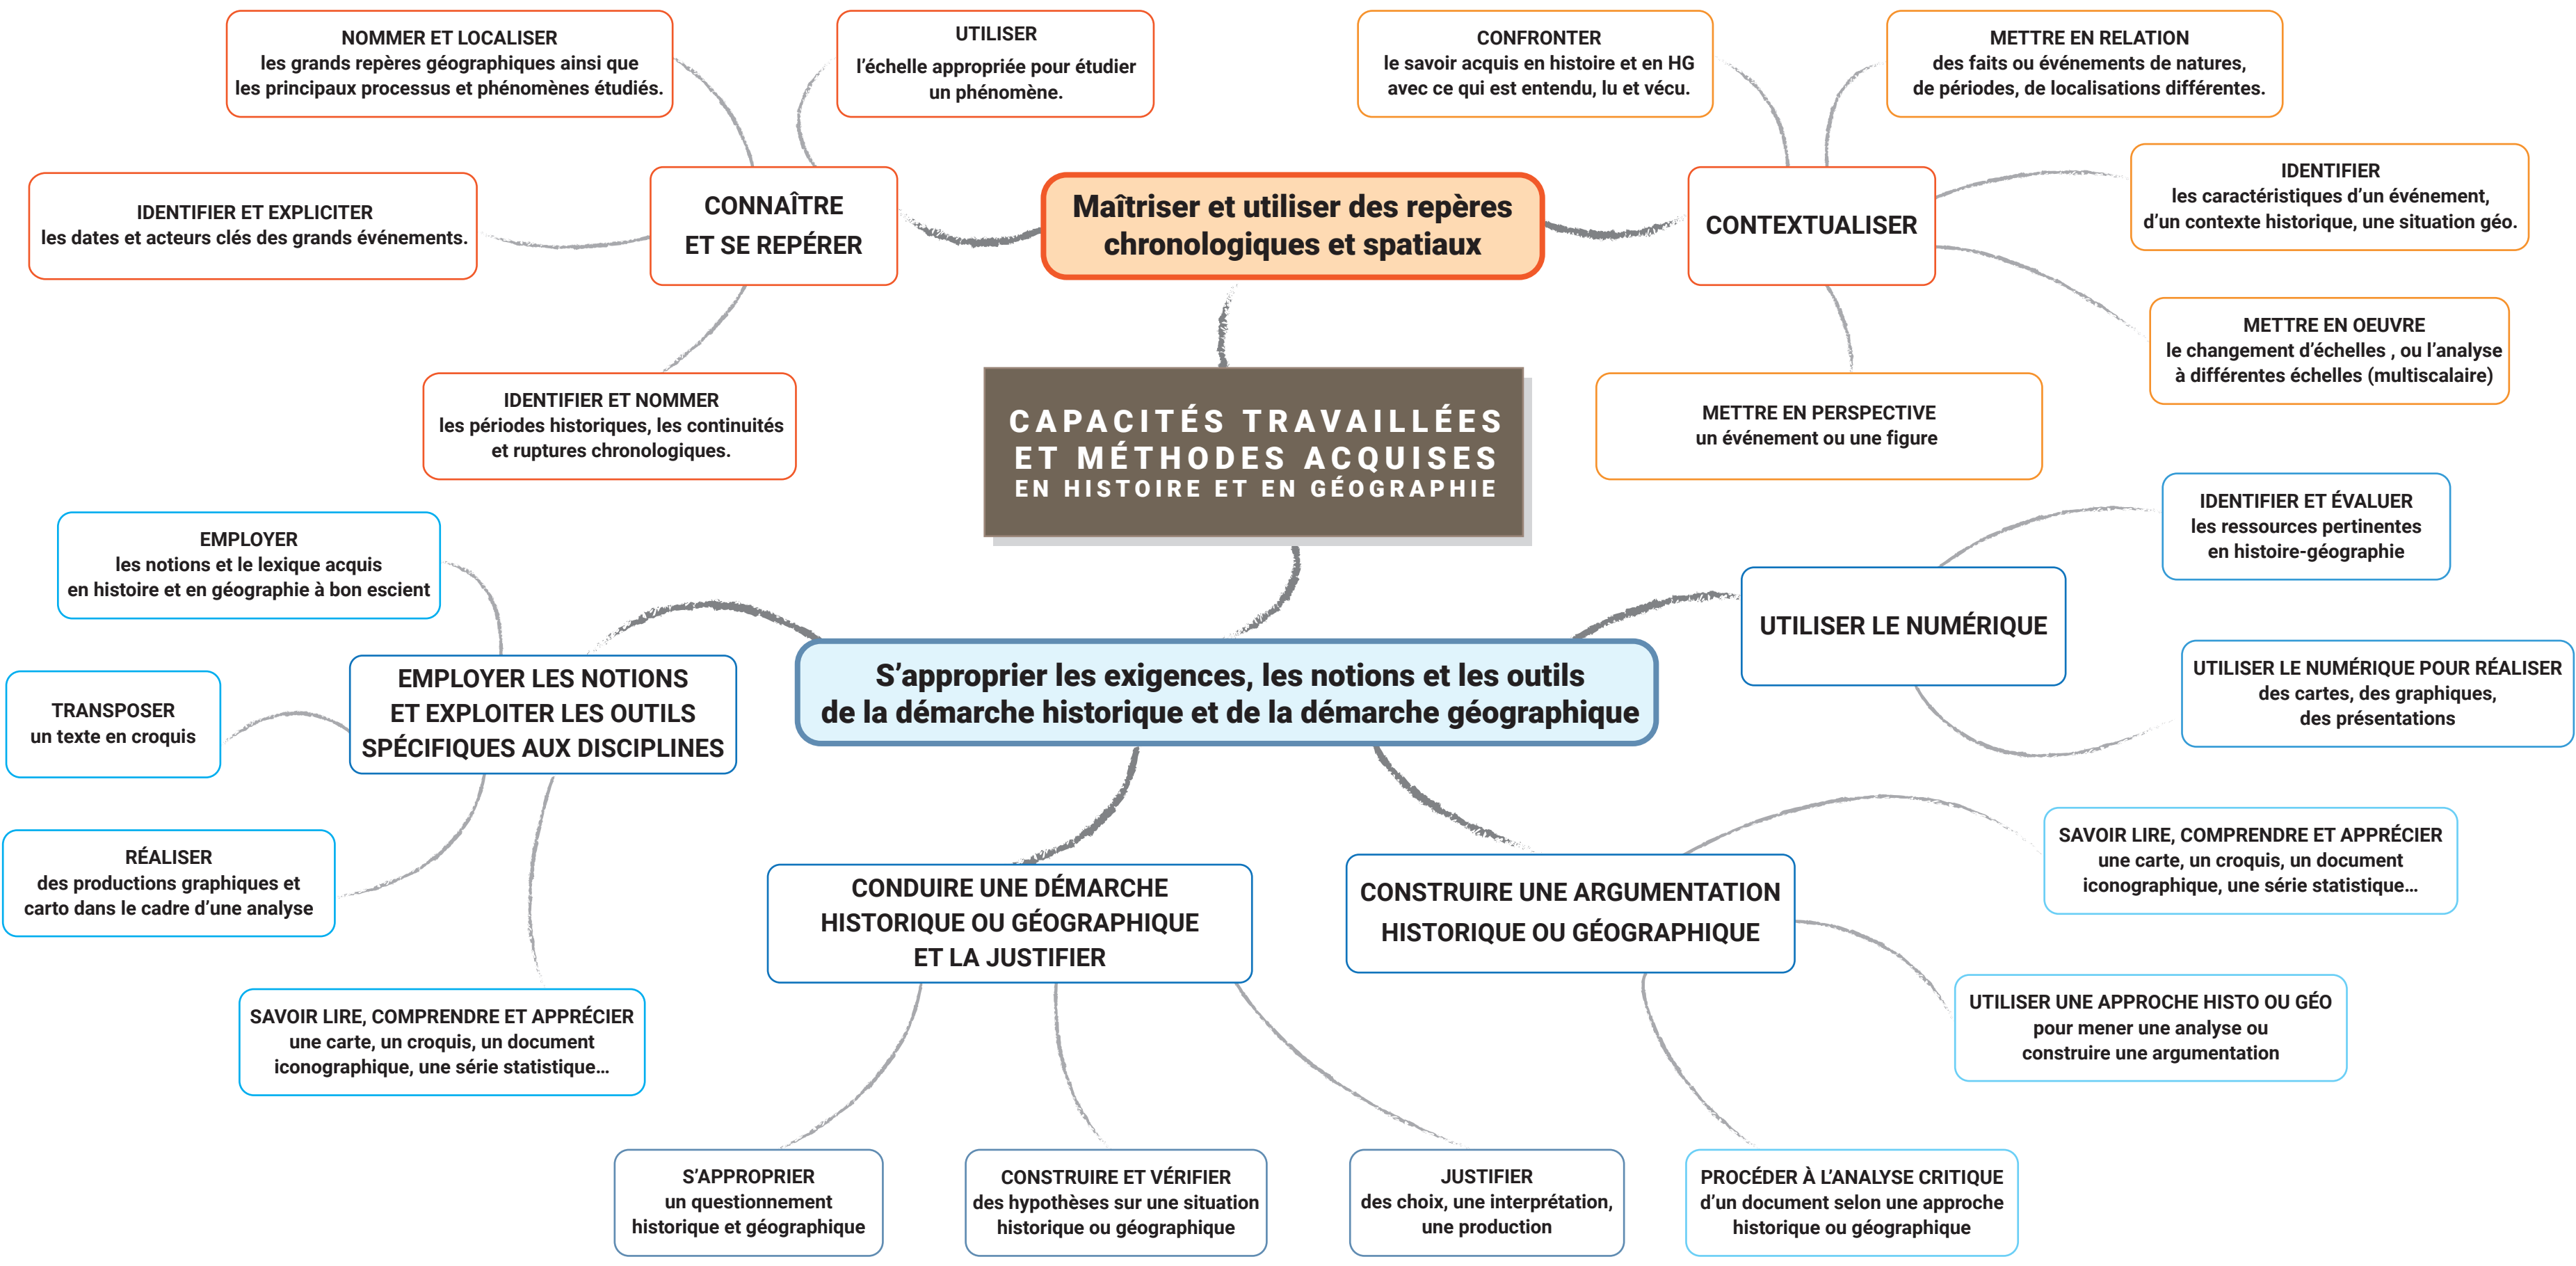 NOMMER ET LOCALISER
les grands repères géographiques ainsi que
les principaux processus et phénomènes étudiés.
UTILISER
l’échelle appropriée pour étudier
un phénomène.
CONFRONTER
le savoir acquis en histoire et en HG
avec ce qui est entendu, lu et vécu.
METTRE EN RELATION
des faits ou événements de natures,
de périodes, de localisations différentes.
IDENTIFIER ET EXPLICITER
les dates et acteurs clés des grands événements.
CONNAÎTRE
ET SE REPÉRER
Maîtriser et utiliser des repères
chronologiques et spatiaux
CONTEXTUALISER
IDENTIFIER
les caractéristiques d’un événement,
d’un contexte historique, une situation géo.
METTRE EN OEUVRE
le changement d’échelles , ou l’analyse
à différentes échelles (multiscalaire)
IDENTIFIER ET NOMMER
les périodes historiques, les continuités
et ruptures chronologiques.
CAPACITÉS TRAVAILLÉES
ET MÉTHODES ACQUISES
EN HISTOIRE ET EN GÉOGRAPHIE
METTRE EN PERSPECTIVE
un événement ou une figure
IDENTIFIER ET ÉVALUER
les ressources pertinentes
en histoire-géographie
EMPLOYER
les notions et le lexique acquis
en histoire et en géographie à bon escient
UTILISER LE NUMÉRIQUE
TRANSPOSER
un texte en croquis
EMPLOYER LES NOTIONS
ET EXPLOITER LES OUTILS
SPÉCIFIQUES AUX DISCIPLINES
S’approprier les exigences, les notions et les outils
de la démarche historique et de la démarche géographique
UTILISER LE NUMÉRIQUE POUR RÉALISER
des cartes, des graphiques,
des présentations
RÉALISER
des productions graphiques et
carto dans le cadre d’une analyse
CONDUIRE UNE DÉMARCHE
HISTORIQUE OU GÉOGRAPHIQUE
ET LA JUSTIFIER
CONSTRUIRE UNE ARGUMENTATION
HISTORIQUE OU GÉOGRAPHIQUE
SAVOIR LIRE, COMPRENDRE ET APPRÉCIER
une carte, un croquis, un document
iconographique, une série statistique…
SAVOIR LIRE, COMPRENDRE ET APPRÉCIER
une carte, un croquis, un document
iconographique, une série statistique…
UTILISER UNE APPROCHE HISTO OU GÉO
pour mener une analyse ou
construire une argumentation
S’APPROPRIER
un questionnement
historique et géographique
CONSTRUIRE ET VÉRIFIER
des hypothèses sur une situation
historique ou géographique
JUSTIFIER
des choix, une interprétation,
une production
PROCÉDER À L’ANALYSE CRITIQUE
d’un document selon une approche
historique ou géographique